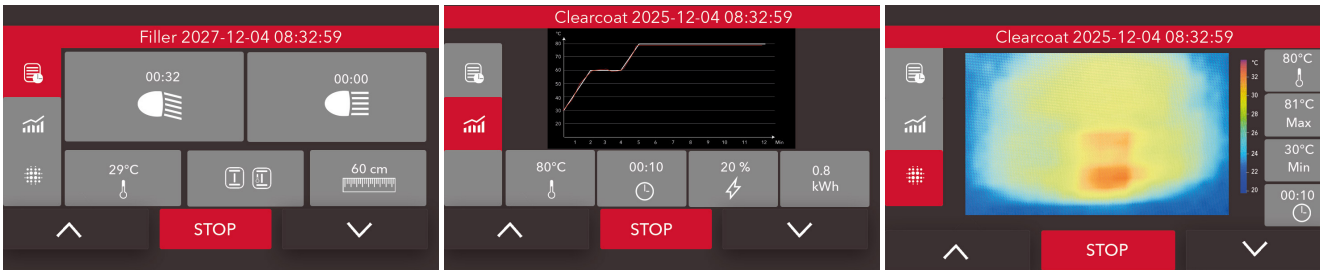 Filler 2027-12-04 08:32:59
00:32
00:00
29°C
60 cm
STOP
Clearcoat 2025-12-04 08:32:59
°C
80
70
60
50
40
30
20
1 2 3 4 5 6 7 8 9 10 11 12 Min
80°C
00:10
20 %
0.8
kWh
STOP
Clearcoat 2025-12-04 08:32:59
°C
32
30
28
26
24
22
20
80°C
81°C
Max
30°C
Min
00:10
STOP